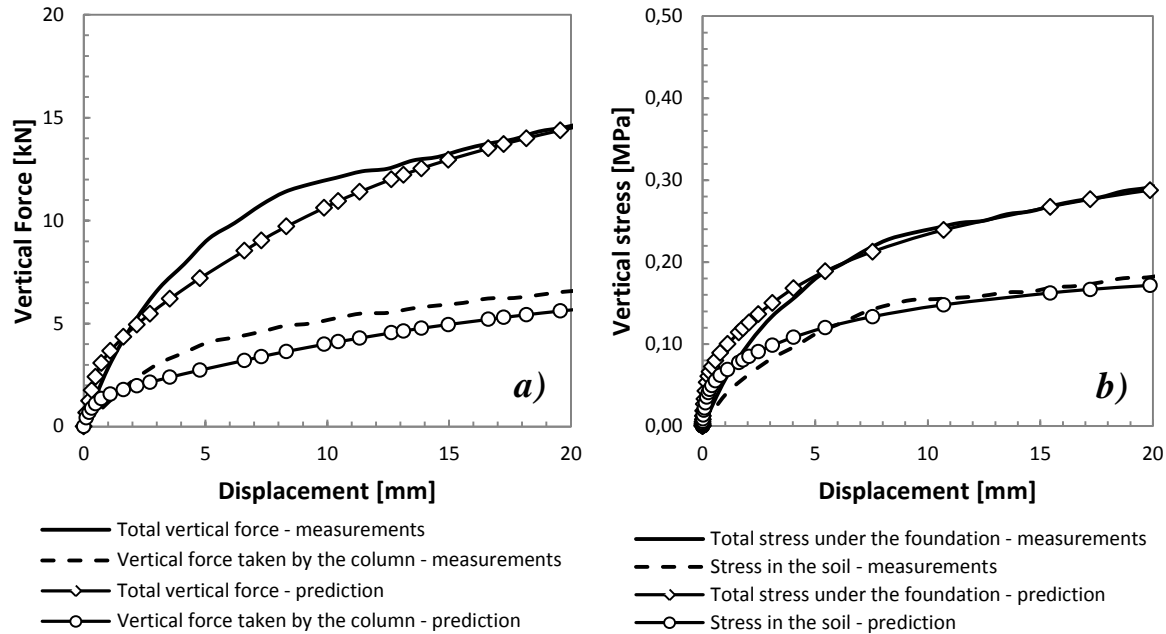 20
15
10
5
0
0 5 10 15 20
Vertical Force [kN]
Displacement [mm]
a)
Total vertical force - measurements
Vertical force taken by the column - measurements
Total vertical force - prediction
Vertical force taken by the column - prediction
0,50
0,40
0,30
0,20
0,10
0,00
0 5 10 15 20
Vertical stress [MPa]
Displacement [mm]
b)
Total stress under the foundation - measurements
Stress in the soil - measurements
Total stress under the foundation - prediction
Stress in the soil - prediction